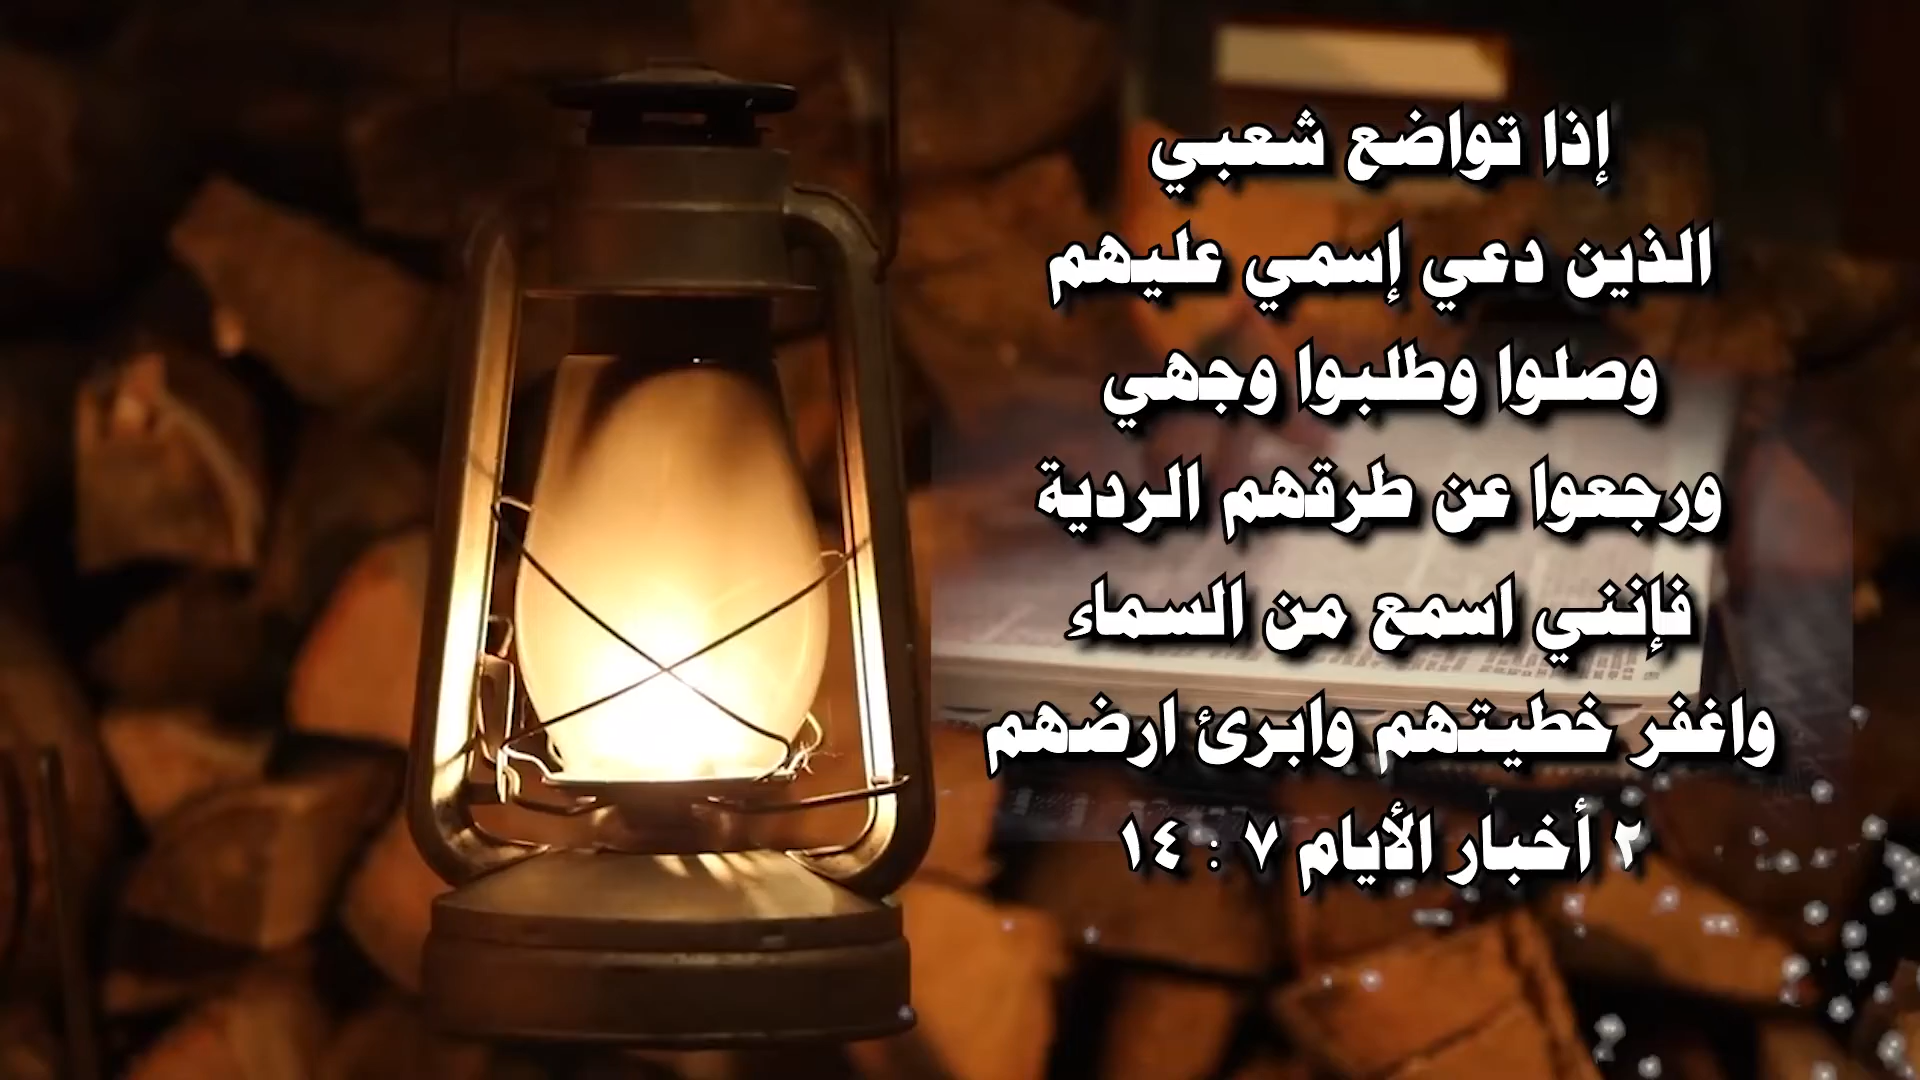 إذا تواضع شعبي
الذين دعي إسمي عليهم
وصلوا وطلبوا وجهي
ورجعوا عن طرقهم الردية
فإنني اسمع من السماء
واغفر خطيتهم وابرئ ارضهم
٢ أخبار الأيام ٧ : ١٤